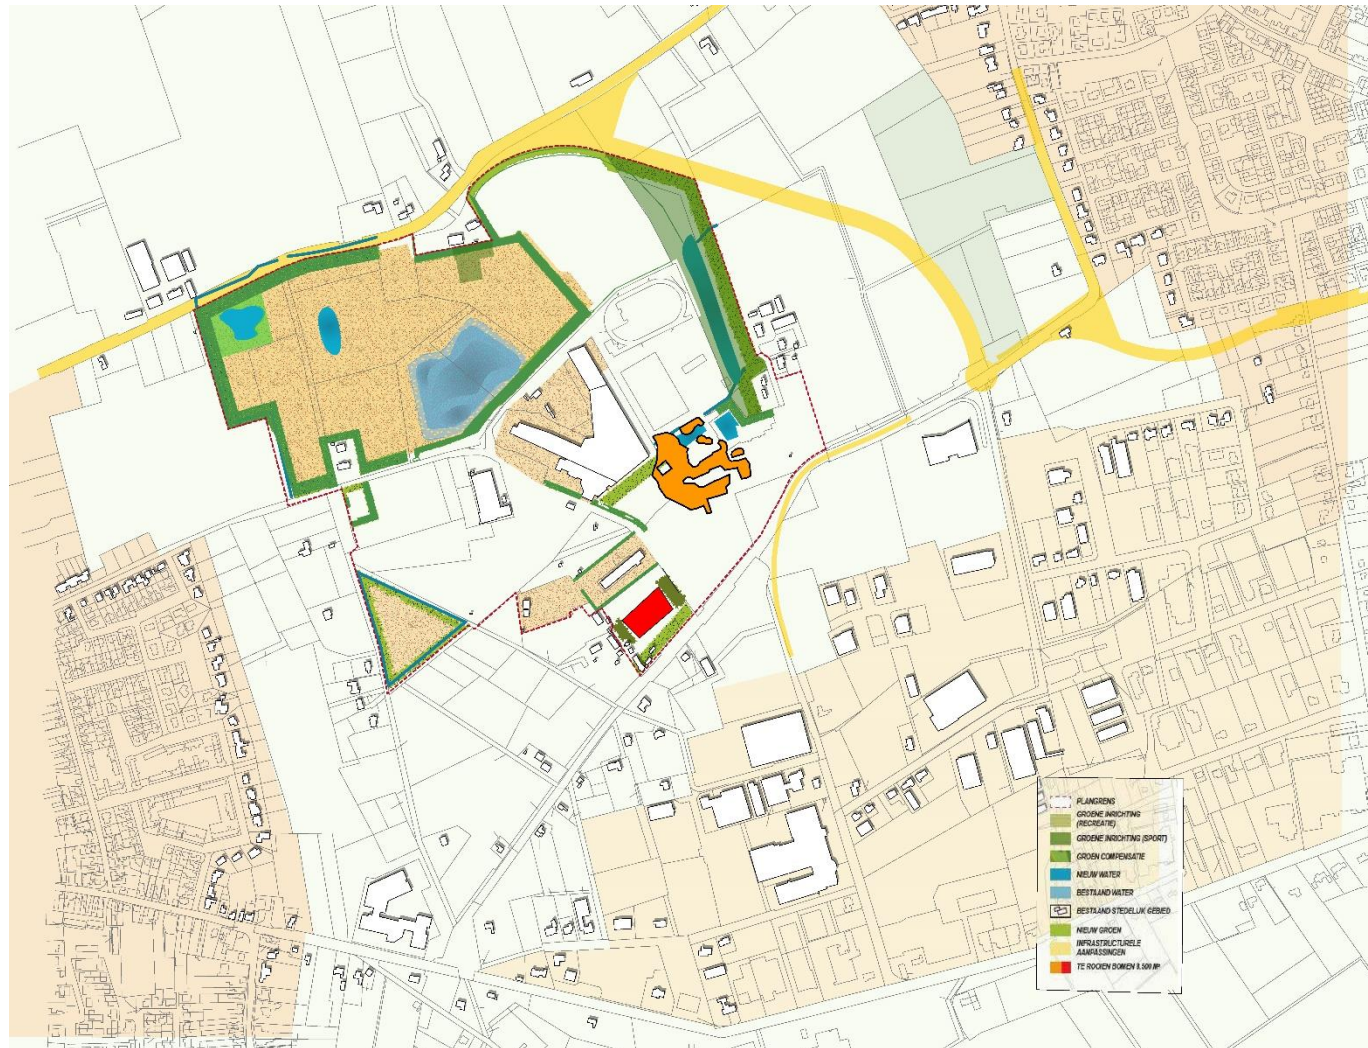 PLANGRENS
GROENE INRICHTING
(RECREATIE)
GROENE INRICHTING (SPORT)
GROEN COMPENSATIE
NIEUW WATER
BESTAAND WATER
BESTAAND STEDELIJK GEBIED
NIEUW GROEN
INFRASTRUCTURELE
AANPASSINGEN
TE ROOIEN BOMEN